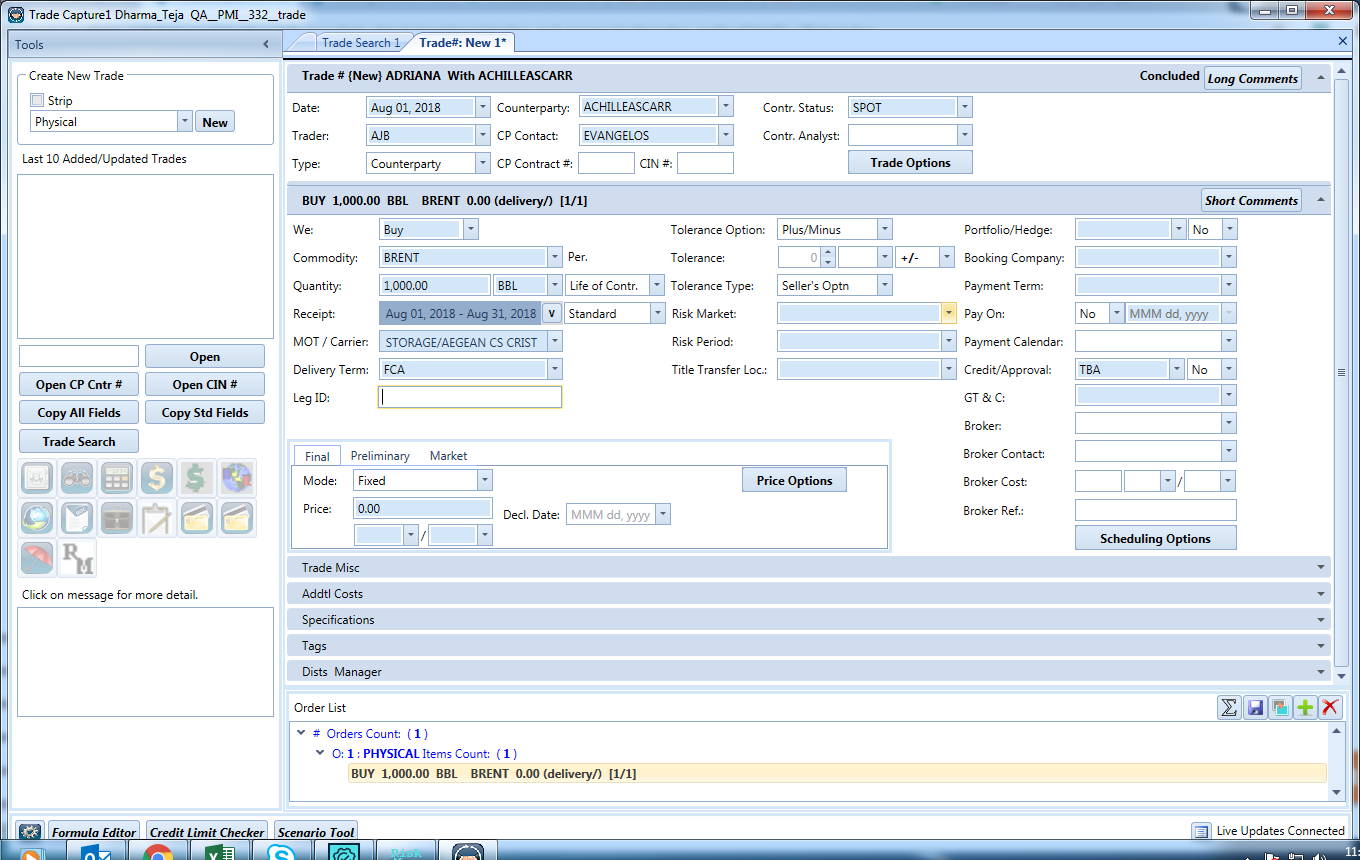 Trade Capture1 Dharma_Teja QA__PMI__332__trade
Tools
Trade Search 1
Trade#: New 1*
Create New Trade
Strip
Physical
New
Last 10 Added/Updated Trades
Open
Open CP Cntr #
Open CIN #
Copy All Fields
Copy Std Fields
Trade Search
RM
Click on message for more detail.
Trade # {New} ADRIANA With ACHILLEASCARR
Concluded
Long Comments
Date: Aug 01, 2018 Counterparty: ACHILLEASCARR Contr. Status: SPOT
Trader: AJB CP Contact: EVANGELOS Contr. Analyst:
Type: Counterparty CP Contract #: CIN #: Trade Options
BUY 1,000.00 BBL BRENT 0.00 (delivery/) [1/1]
Short Comments
We: Buy Tolerance Option: Plus/Minus Portfolio/Hedge: No
Commodity: BRENT Per. Tolerance: 0 +/- Booking Company:
Quantity: 1,000.00 BBL Life of Contr. Tolerance Type: Seller's Optn Payment Term:
Receipt: Aug 01, 2018 - Aug 31, 2018 v Standard Risk Market: Pay On: No MMM dd, yyyy
MOT / Carrier: STORAGE/AEGEAN CS CRIST Risk Period: Payment Calendar:
Delivery Term: FCA Title Transfer Loc.: Credit/Approval: TBA No
Leg ID: GT & C:
Broker:
Final Preliminary Market Broker Contact:
Mode: Fixed Price Options Broker Cost: /
Price: 0.00 Decl. Date: MMM dd, yyyy Broker Ref.:
/ Scheduling Options
Trade Misc
Addtl Costs
Specifications
Tags
Dists Manager
Order List
# Orders Count: ( 1 )
O: 1 : PHYSICAL Items Count: ( 1 )
BUY 1,000.00 BBL BRENT 0.00 (delivery/) [1/1]
Formula Editor
Credit Limit Checker
Scenario Tool
Live Updates Connected
Risk
11: